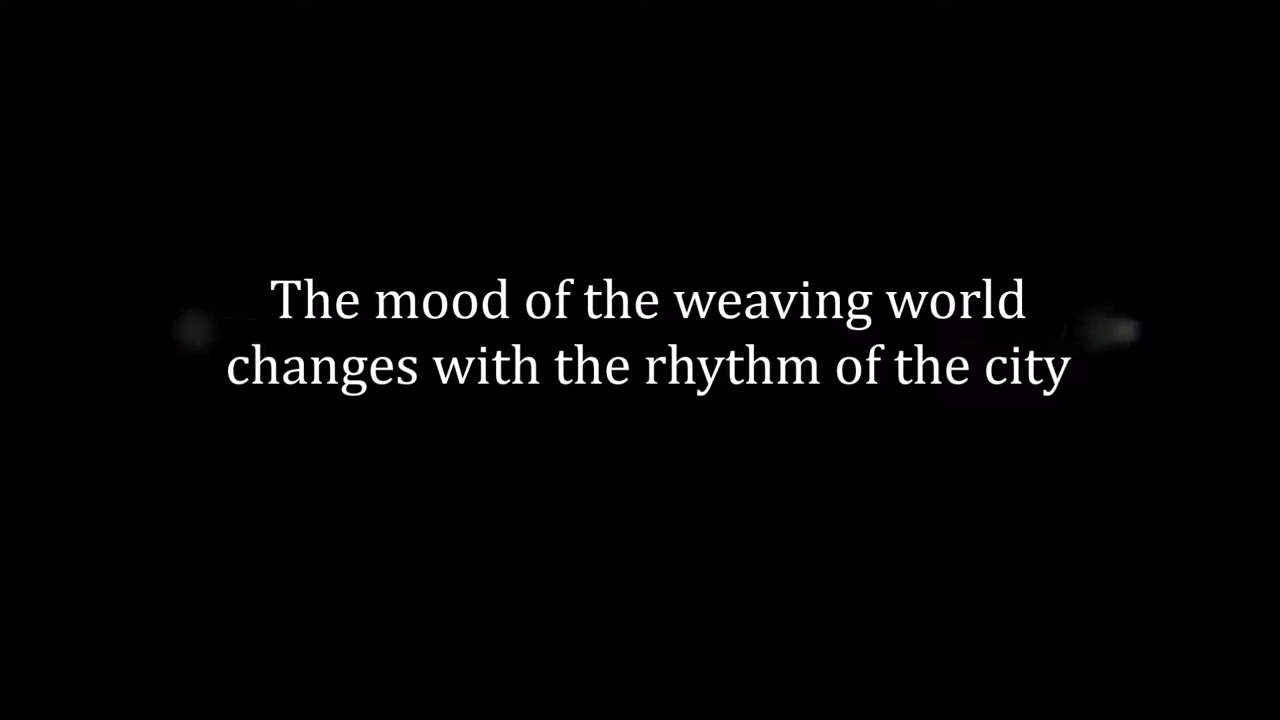 The mood of the weaving world
changes with the rhythm of the city